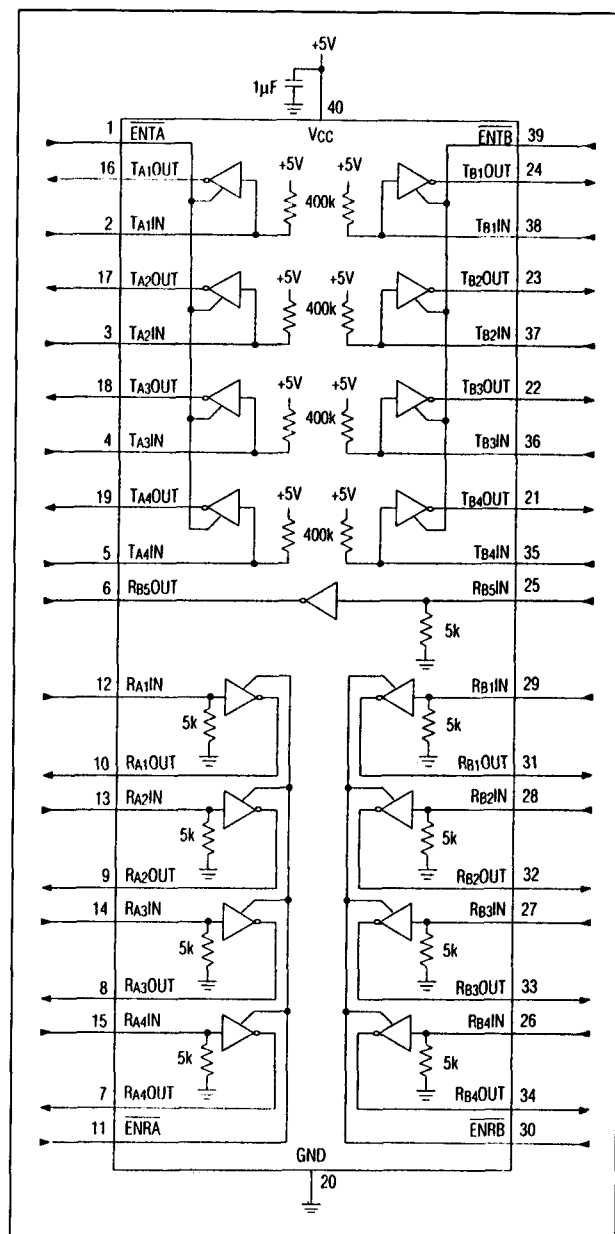 +5V
1µF
40
1 ENTA VCC ENTB 39
16 TA1OUT +5V +5V TB1OUT 24
400k
2 TA1IN TB1IN 38
17 TA2OUT +5V +5V TB2OUT 23
400k
3 TA2IN TB2IN 37
18 TA3OUT +5V +5V TB3OUT 22
400k
4 TA3IN TB3IN 36
19 TA4OUT +5V +5V TB4OUT 21
400k
5 TA4IN TB4IN 35
6 RB5OUT RB5IN 25
5k
12 RA1IN RB1IN 29
5k 5k
10 RA1OUT RB1OUT 31
13 RA2IN RB2IN 28
5k 5k
9 RA2OUT RB2OUT 32
14 RA3IN RB3IN 27
5k 5k
8 RA3OUT RB3OUT 33
15 RA4IN RB4IN 26
5k 5k
7 RA4OUT RB4OUT 34
11 ENRA ENRB 30
GND
20